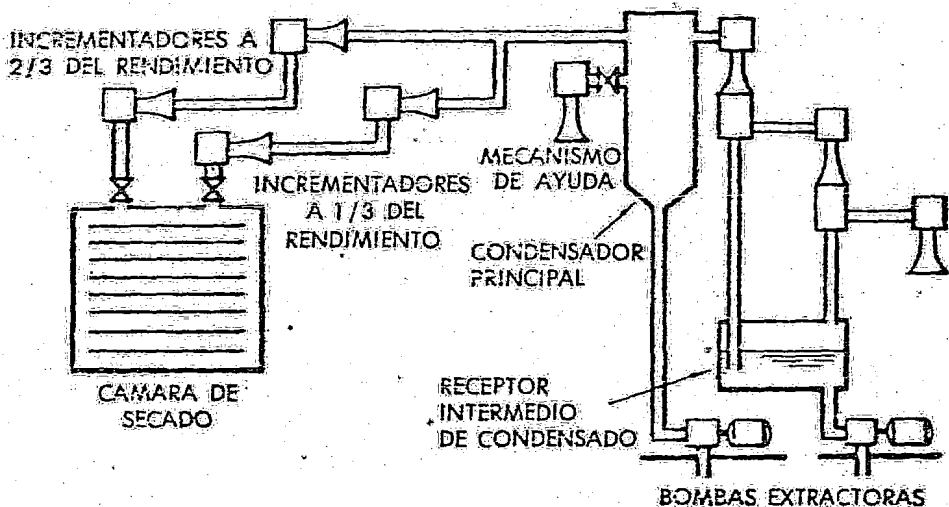 INCREMENTADORES A
2/3 DEL RENDIMIENTO
INCREMENTADORES
A 1/3 DEL
RENDIMIENTO
MECANISMO
DE AYUDA
CONDENSADOR
PRINCIPAL
CAMARA DE
SECADO
RECEPTOR
INTERMEDIO
DE CONDENSADO
BOMBAS EXTRACTORAS